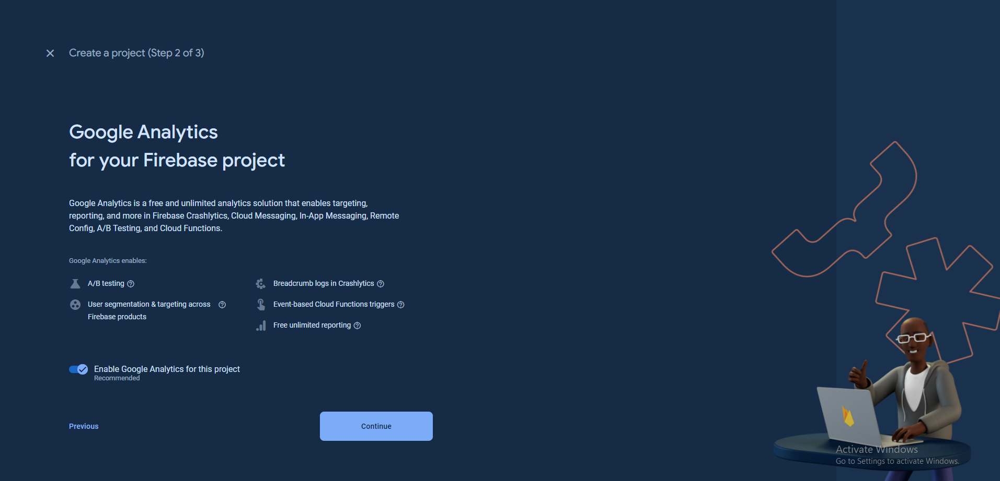 Create a project (Step 2 of 3)
Google Analytics
for your Firebase project
Google Analytics is a free and unlimited analytics solution that enables targeting,
reporting, and more in Firebase Crashlytics, Cloud Messaging, In-App Messaging, Remote
Config, A/B Testing, and Cloud Functions.
Google Analytics enables:
A/B testing
User segmentation & targeting across
Firebase products
Breadcrumb logs in Crashlytics
Event-based Cloud Functions triggers
Free unlimited reporting
Enable Google Analytics for this project
Recommended
Previous
Continue
Activate Windows
Go to Settings to activate Windows.